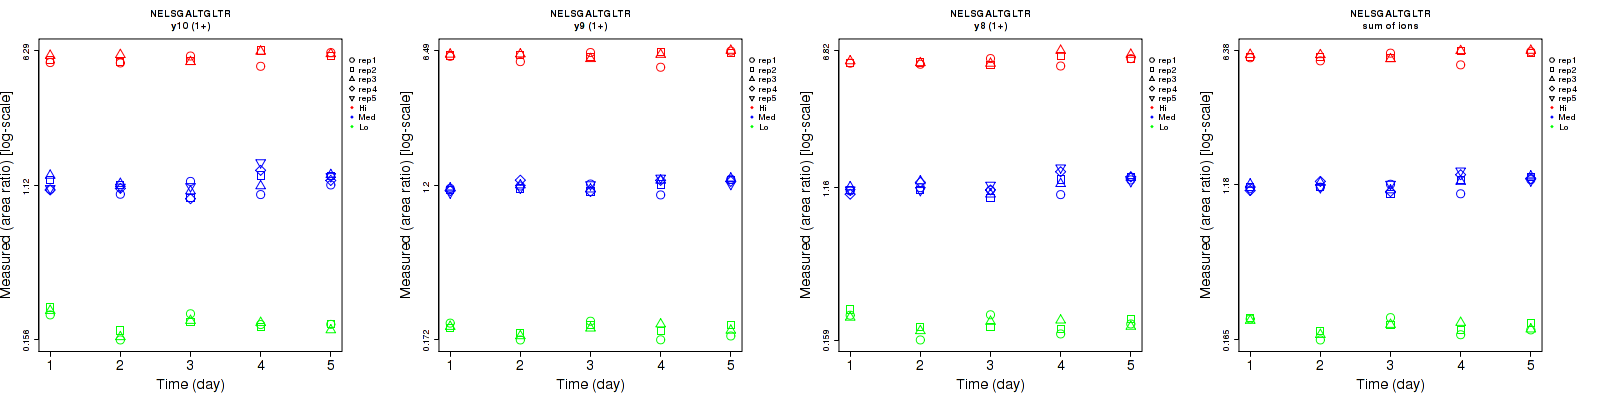 NELSGALTGLTR
y10 (1+)
Measured (area ratio) [log-scale]
6.29
1.12
0.156
1 2 3 4 5
Time (day)
rep1
rep2
rep3
rep4
rep5
Hi
Med
Lo
NELSGALTGLTR
y9 (1+)
Measured (area ratio) [log-scale]
6.49
1.2
0.172
1 2 3 4 5
Time (day)
rep1
rep2
rep3
rep4
rep5
Hi
Med
Lo
NELSGALTGLTR
y8 (1+)
Measured (area ratio) [log-scale]
6.82
1.16
0.159
1 2 3 4 5
Time (day)
rep1
rep2
rep3
rep4
rep5
Hi
Med
Lo
NELSGALTGLTR
sum of ions
Measured (area ratio) [log-scale]
6.38
1.18
0.165
1 2 3 4 5
Time (day)
rep1
rep2
rep3
rep4
rep5
Hi
Med
Lo